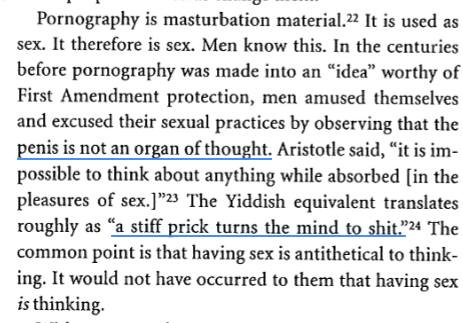 Pornography is masturbation material.22 It is used as
sex. It therefore is sex. Men know this. In the centuries
before pornography was made into an “idea” worthy of
First Amendment protection, men amused themselves
and excused their sexual practices by observing that the
penis is not an organ of thought. Aristotle said, “it is im-
possible to think about anything while absorbed [in the
pleasures of sex.]”23 The Yiddish equivalent translates
roughly as “a stiff prick turns the mind to shit.”24 The
common point is that having sex is antithetical to think-
ing. It would not have occurred to them that having sex
is thinking.